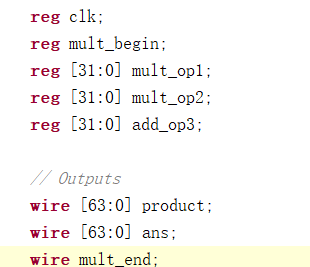 reg clk;
reg mult_begin;
reg [31:0] mult_op1;
reg [31:0] mult_op2;
reg [31:0] add_op3;
// Outputs
wire [63:0] product;
wire [63:0] ans;
wire mult_end;